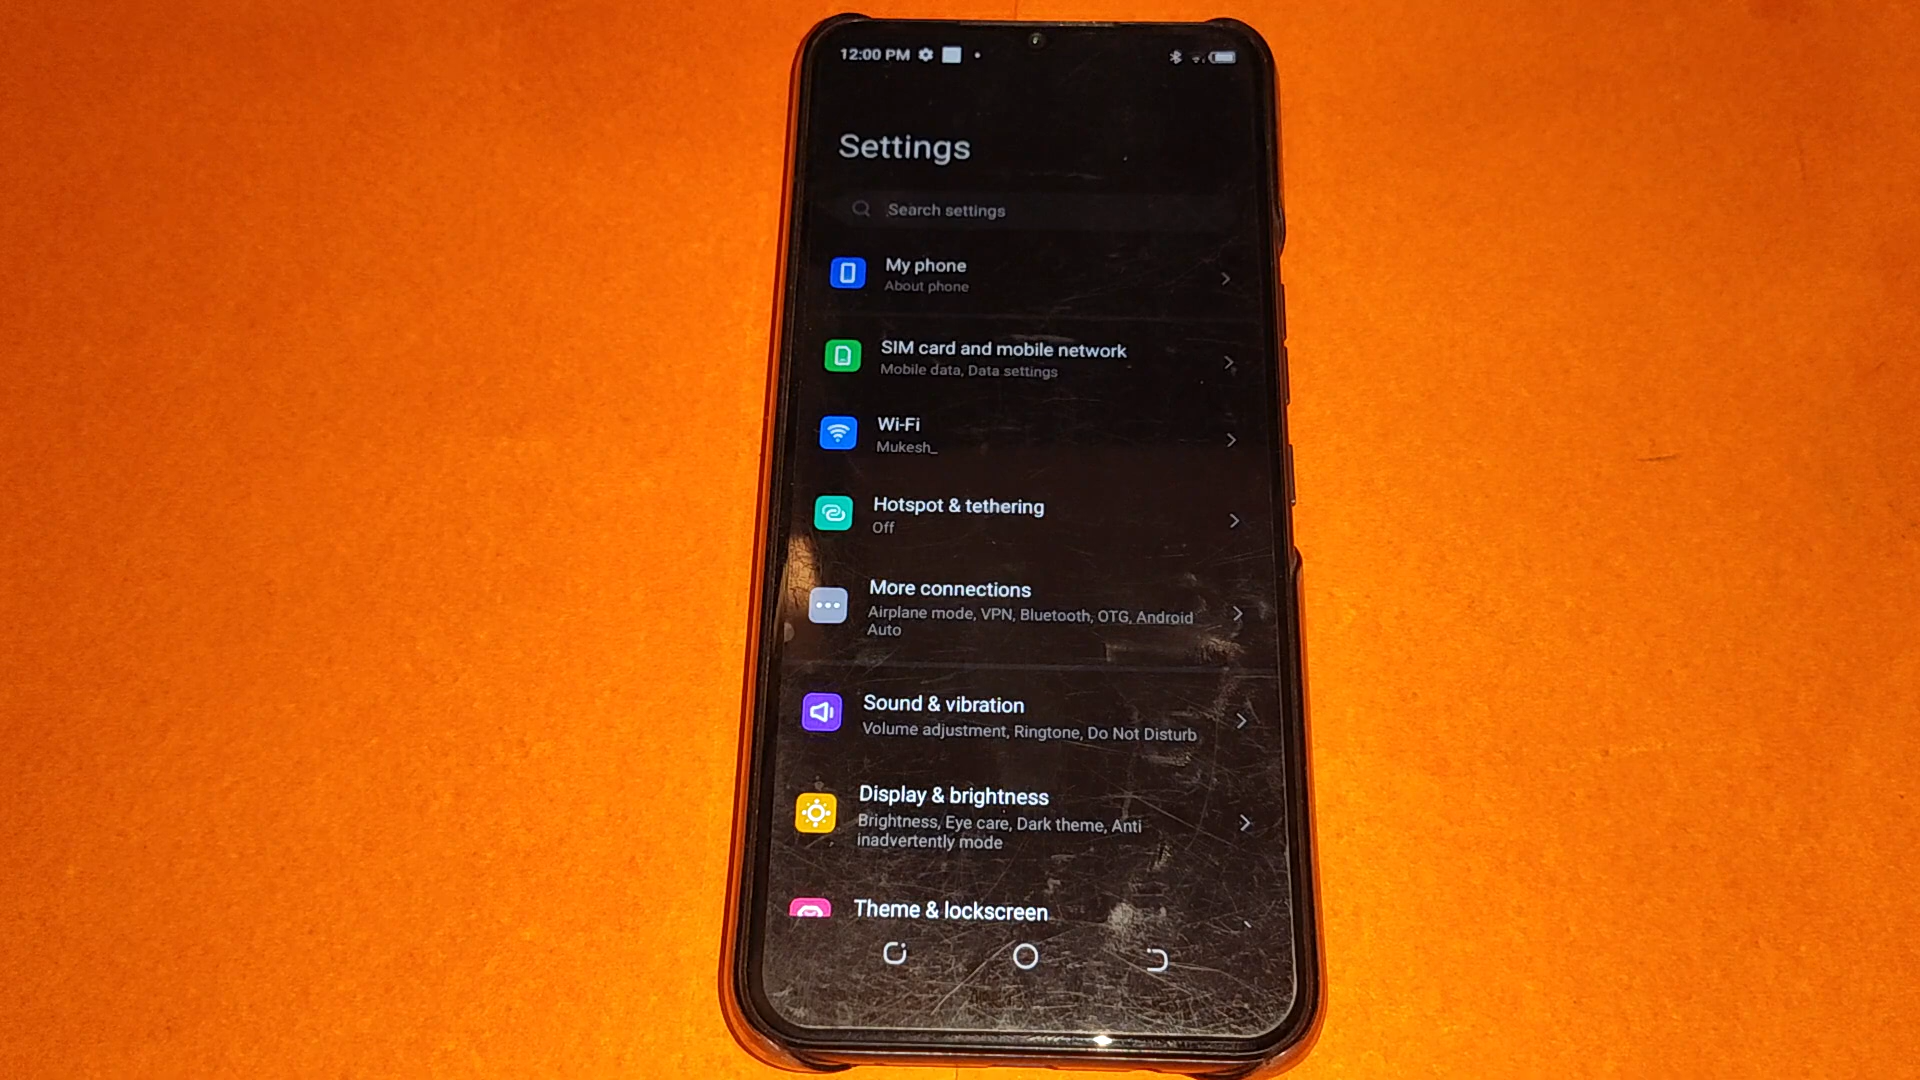 12:00 PM
Settings
Search settings
My phone
About phone
SIM card and mobile network
Mobile data, Data settings
Wi-Fi
Mukesh_
Hotspot & tethering
Off
More connections
Airplane mode, VPN, Bluetooth, OTG, Android
Auto
Sound & vibration
Volume adjustment, Ringtone, Do Not Disturb
Display & brightness
Brightness, Eye care, Dark theme, Anti
inadvertently mode
Theme & lockscreen